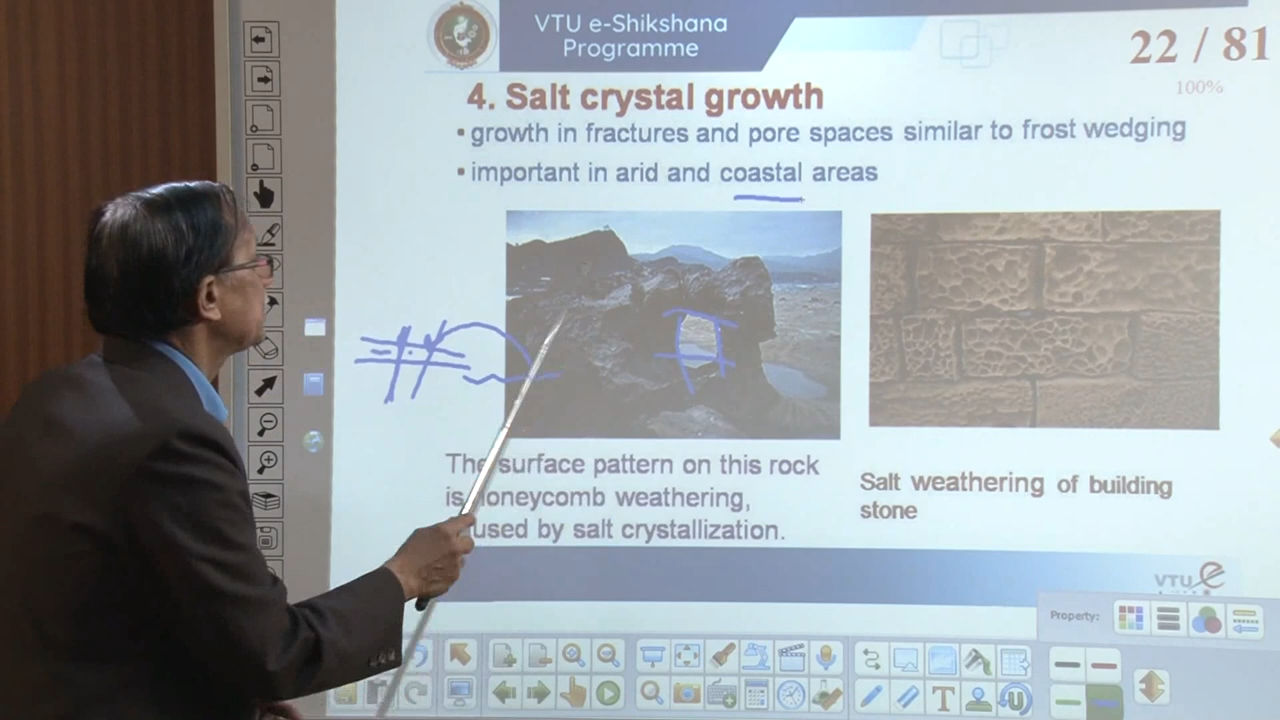 VTU e-Shikshana
Programme
22 / 81
100%
4. Salt crystal growth
▪ growth in fractures and pore spaces similar to frost wedging
▪ important in arid and coastal areas
The surface pattern on this rock
is honeycomb weathering,
used by salt crystallization.
Salt weathering of building
stone
VTU e
Property:
T